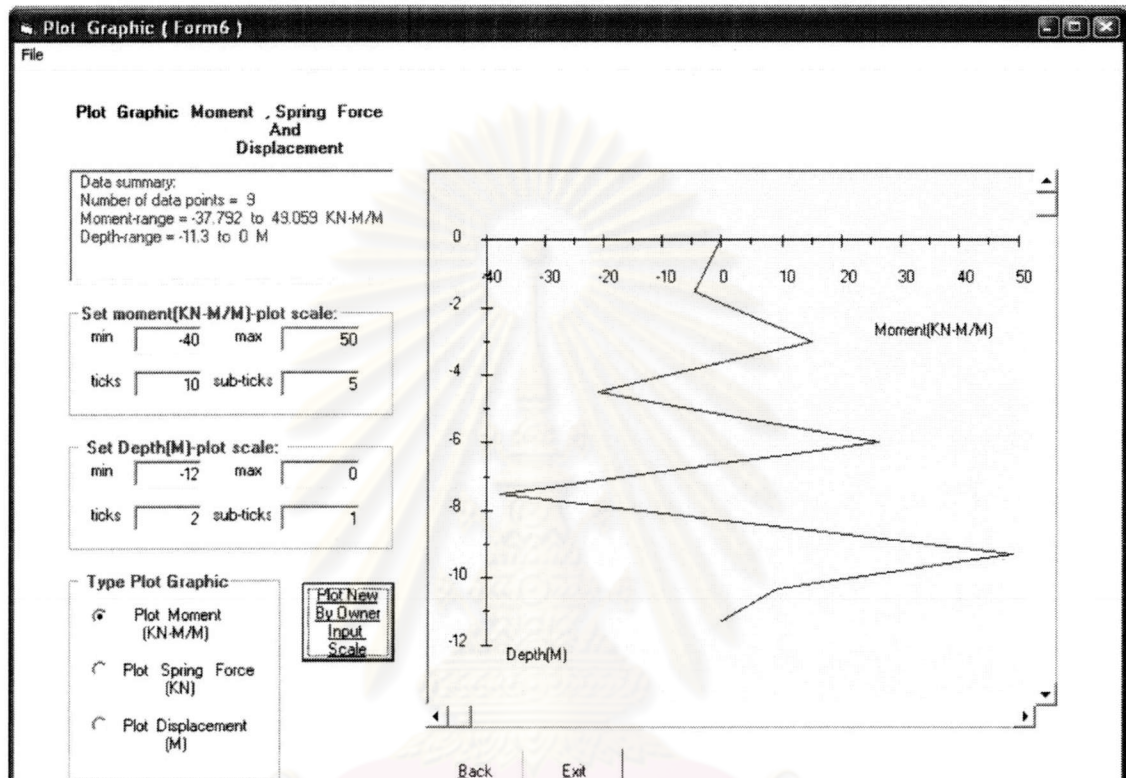 Plot Graphic ( Form6 )
File
Plot Graphic Moment , Spring Force
And
Displacement
Data summary:
Number of data points = 9
Moment-range = -37.792 to 49.059 KN-M/M
Depth-range = -11.3 to 0 M
Set moment(KN-M/M)-plot scale:
min -40 max 50
ticks 10 sub-ticks 5
Set Depth(M)-plot scale:
min -12 max 0
ticks 2 sub-ticks 1
Type Plot Graphic
Plot Moment
(KN-M/M)
Plot Spring Force
(KN)
Plot Displacement
(M)
Plot New
By Owner
Input
Scale
0
-40 -30 -20 -10 0 10 20 30 40 50
-2
Moment(KN-M/M)
-4
-6
-8
-10
-12
Depth(M)
Back Exit